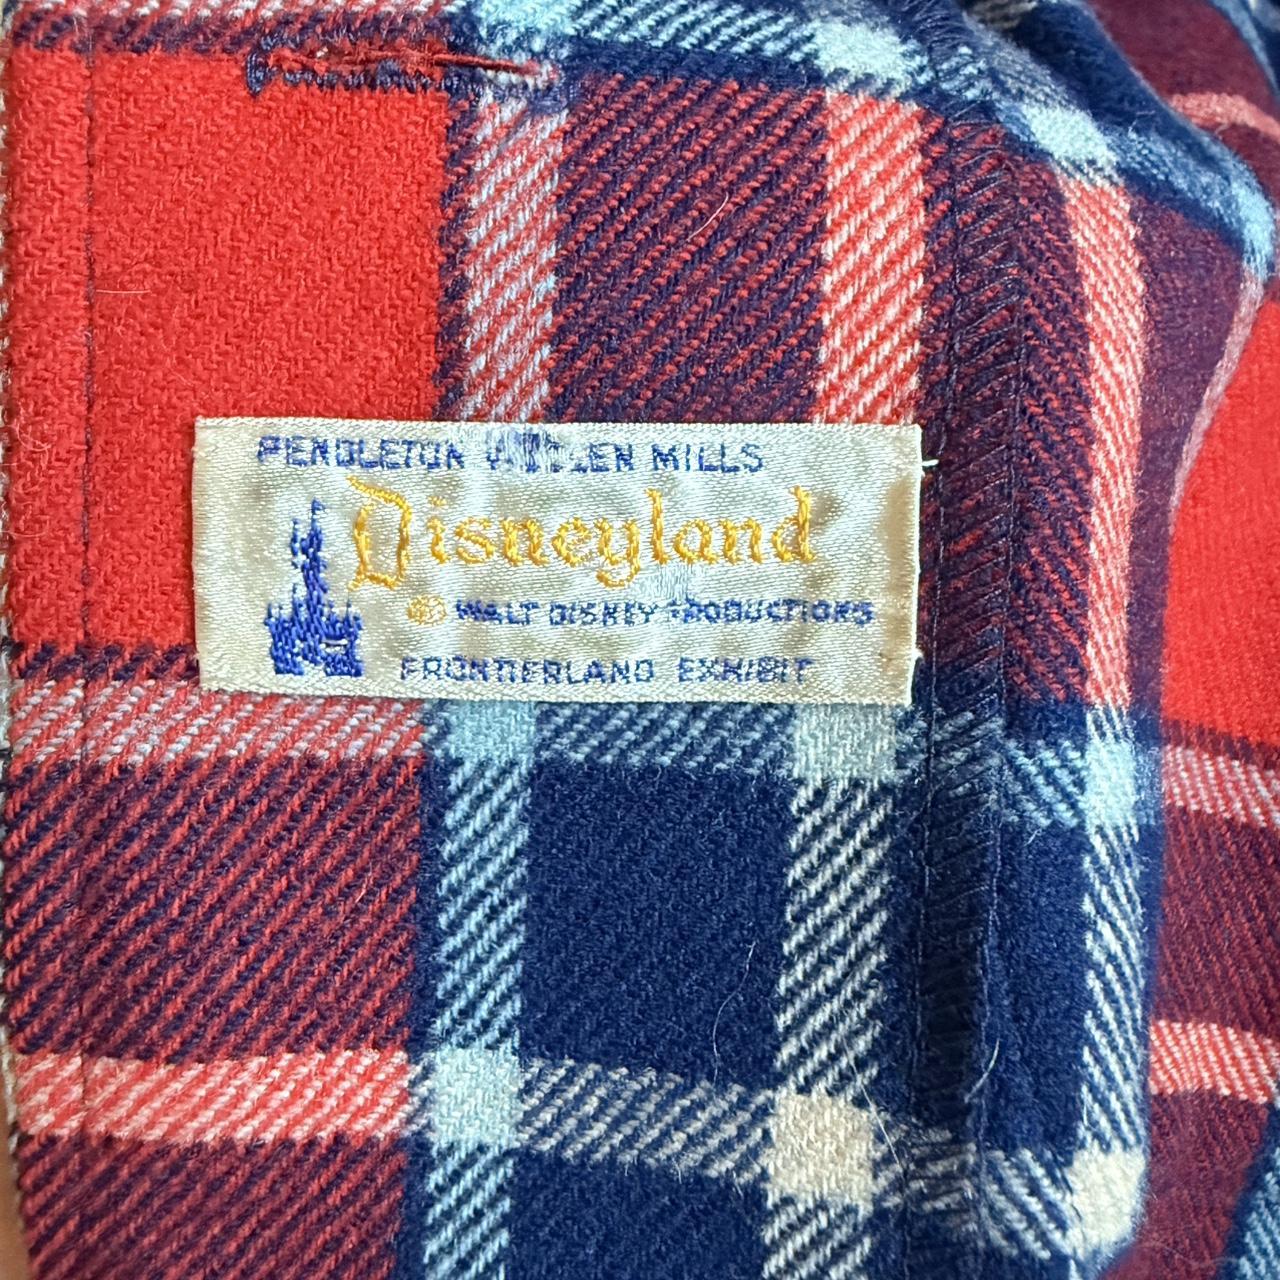 PENDLETON WOOLEN MILLS
Disneyland
© WALT DISNEY PRODUCTIONS
FRONTIERLAND EXHIBIT